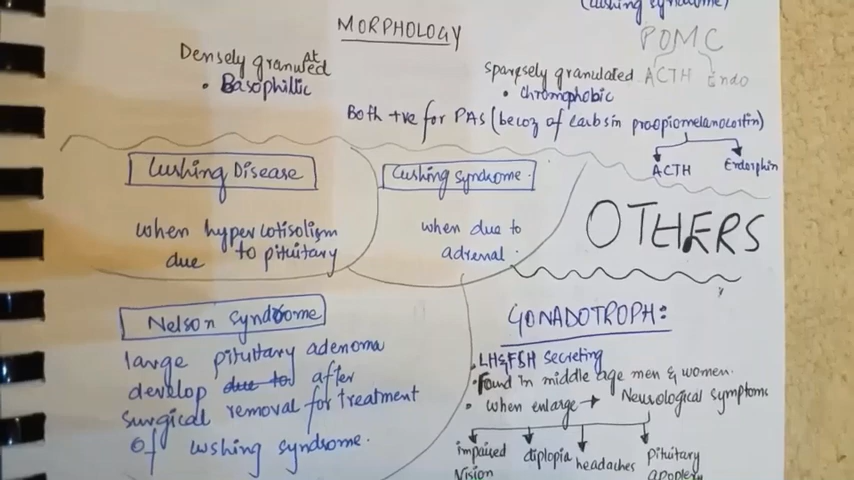 (Cushing syndrome)
MORPHOLOGY
POMC
ACTH Endo
Densely granulated
• Basophillic
sparsely granulated
• Chromophobic
Both +ve for PAS (becoz of carbs in proopiomelanocortin)
ACTH Endorphin
Cushing Disease
when hypercotisolism
due to pituitary
Cushing syndrome
when due to
adrenal.
OTHERS
Nelson syndrome
large pituitary adenoma
develop due to after
surgical removal for treatment
of cushing syndrome.
GONADOTROPH:
• LH & FSH secreting
• Found in middle age men & women.
• when enlarge → Neurological symptoms
impaired vision
diplopia
headaches
pituitary apoplexy